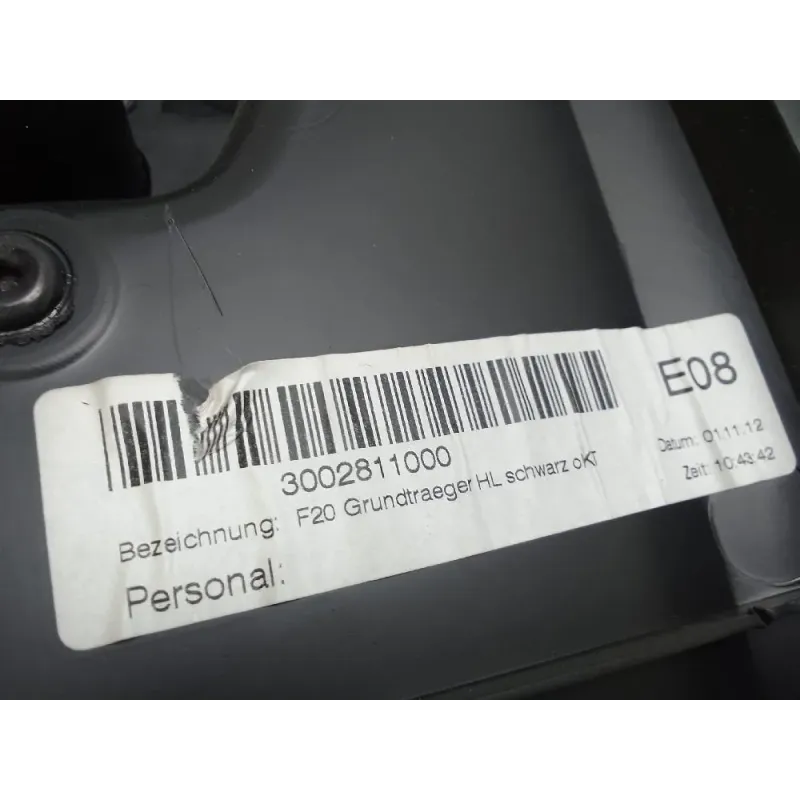 E08
3002811000
Datum: 01.11.12
Bezeichnung: F20 Grundtraeger HL schwarz oKT
Zeit: 10:43:42
Personal: